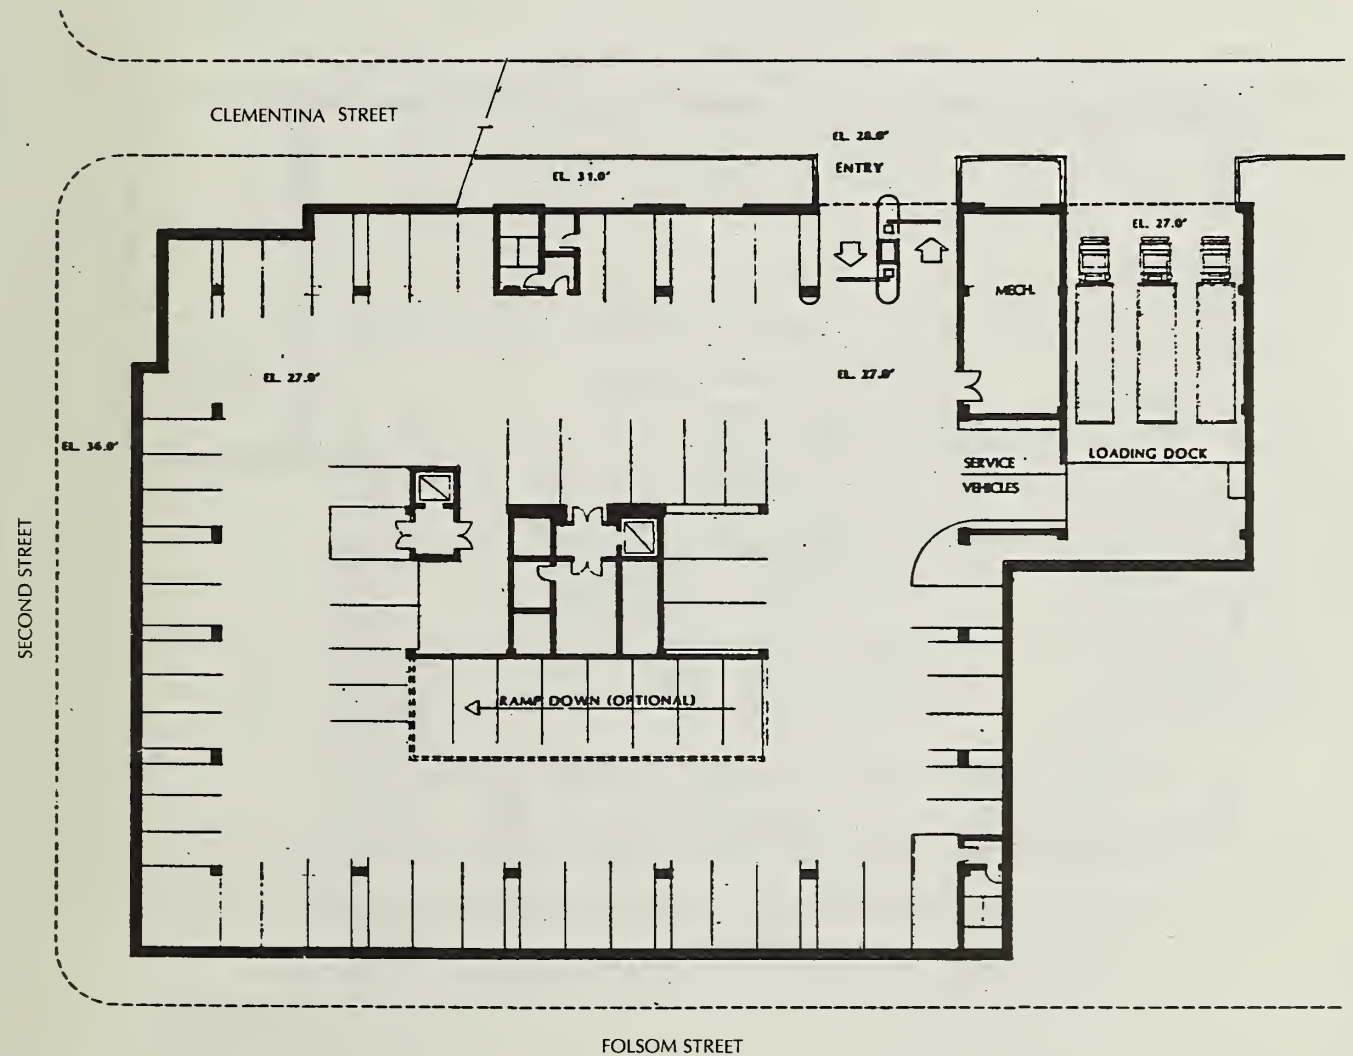 CLEMENTINA STREET
EL. 28.0'
ENTRY
EL. 31.0'
EL. 27.0'
MECH.
EL. 27.0'
EL. 27.0'
EL. 36.0'
LOADING DOCK
SERVICE
VEHICLES
SECOND STREET
RAMP DOWN (OPTIONAL)
FOLSOM STREET